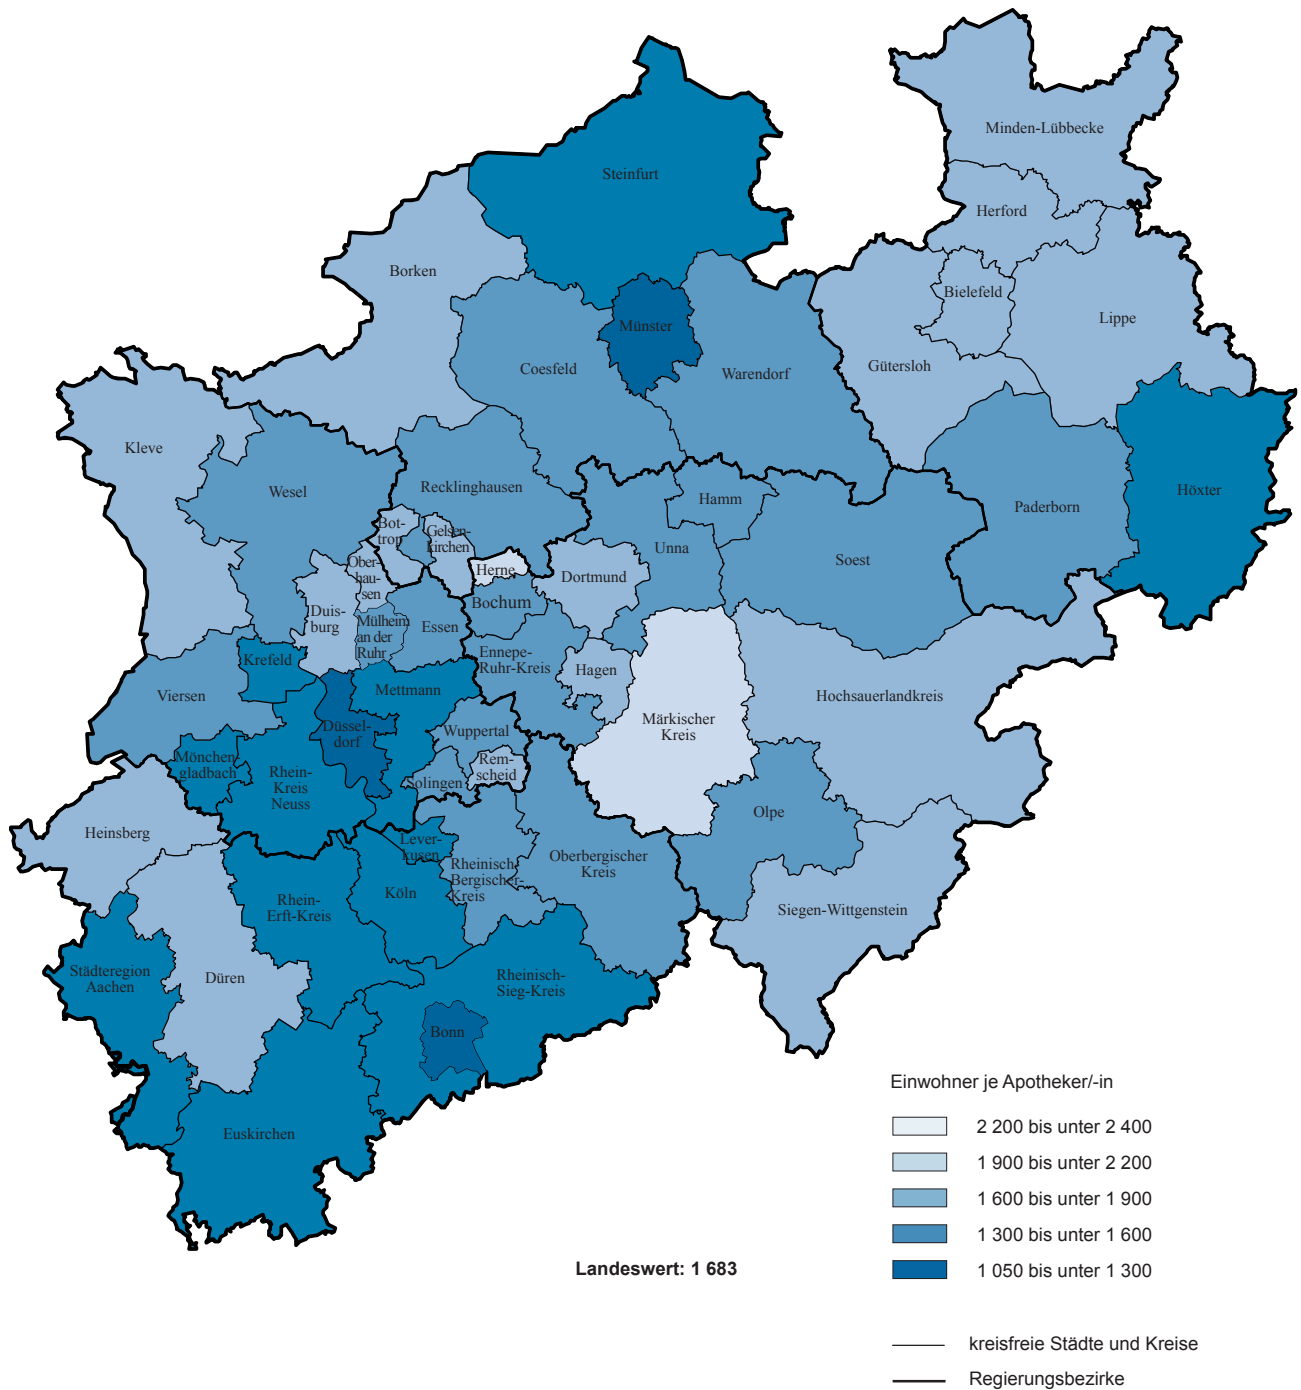 Minden-Lübbecke
Steinfurt
Herford
Borken
Bielefeld
Lippe
Münster
Gütersloh
Coesfeld
Warendorf
Kleve
Wesel
Recklinghausen
Hamm
Höxter
Paderborn
Bot-
trop
Gelsen-
kirchen
Unna
Soest
Ober-
hau-
sen
Herne
Dortmund
Bochum
Duis-
burg
Mülheim
an der
Ruhr
Essen
Ennepe-
Ruhr-Kreis
Hagen
Krefeld
Mettmann
Viersen
Hochsauerlandkreis
Märkischer
Kreis
Düssel-
dorf
Wuppertal
Mönchen-
gladbach
Rhein-
Kreis
Neuss
Rem-
scheid
Solingen
Heinsberg
Olpe
Lever-
kusen
Rheinisch-
Bergischer-
Kreis
Oberbergischer
Kreis
Rhein-
Erft-Kreis
Köln
Siegen-Wittgenstein
Städteregion
Aachen
Düren
Rheinisch-
Sieg-Kreis
Bonn
Euskirchen
Einwohner je Apotheker/-in
2 200 bis unter 2 400
1 900 bis unter 2 200
1 600 bis unter 1 900
1 300 bis unter 1 600
1 050 bis unter 1 300
Landeswert: 1 683
kreisfreie Städte und Kreise
Regierungsbezirke